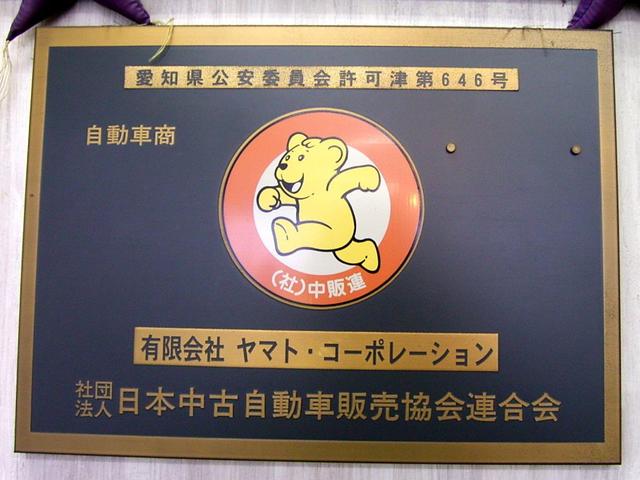 愛知県公安委員会許可津第646号
自動車商
(社)中販連
有限会社 ヤマト・コーポレーション
社団法人 日本中古自動車販売協会連合会